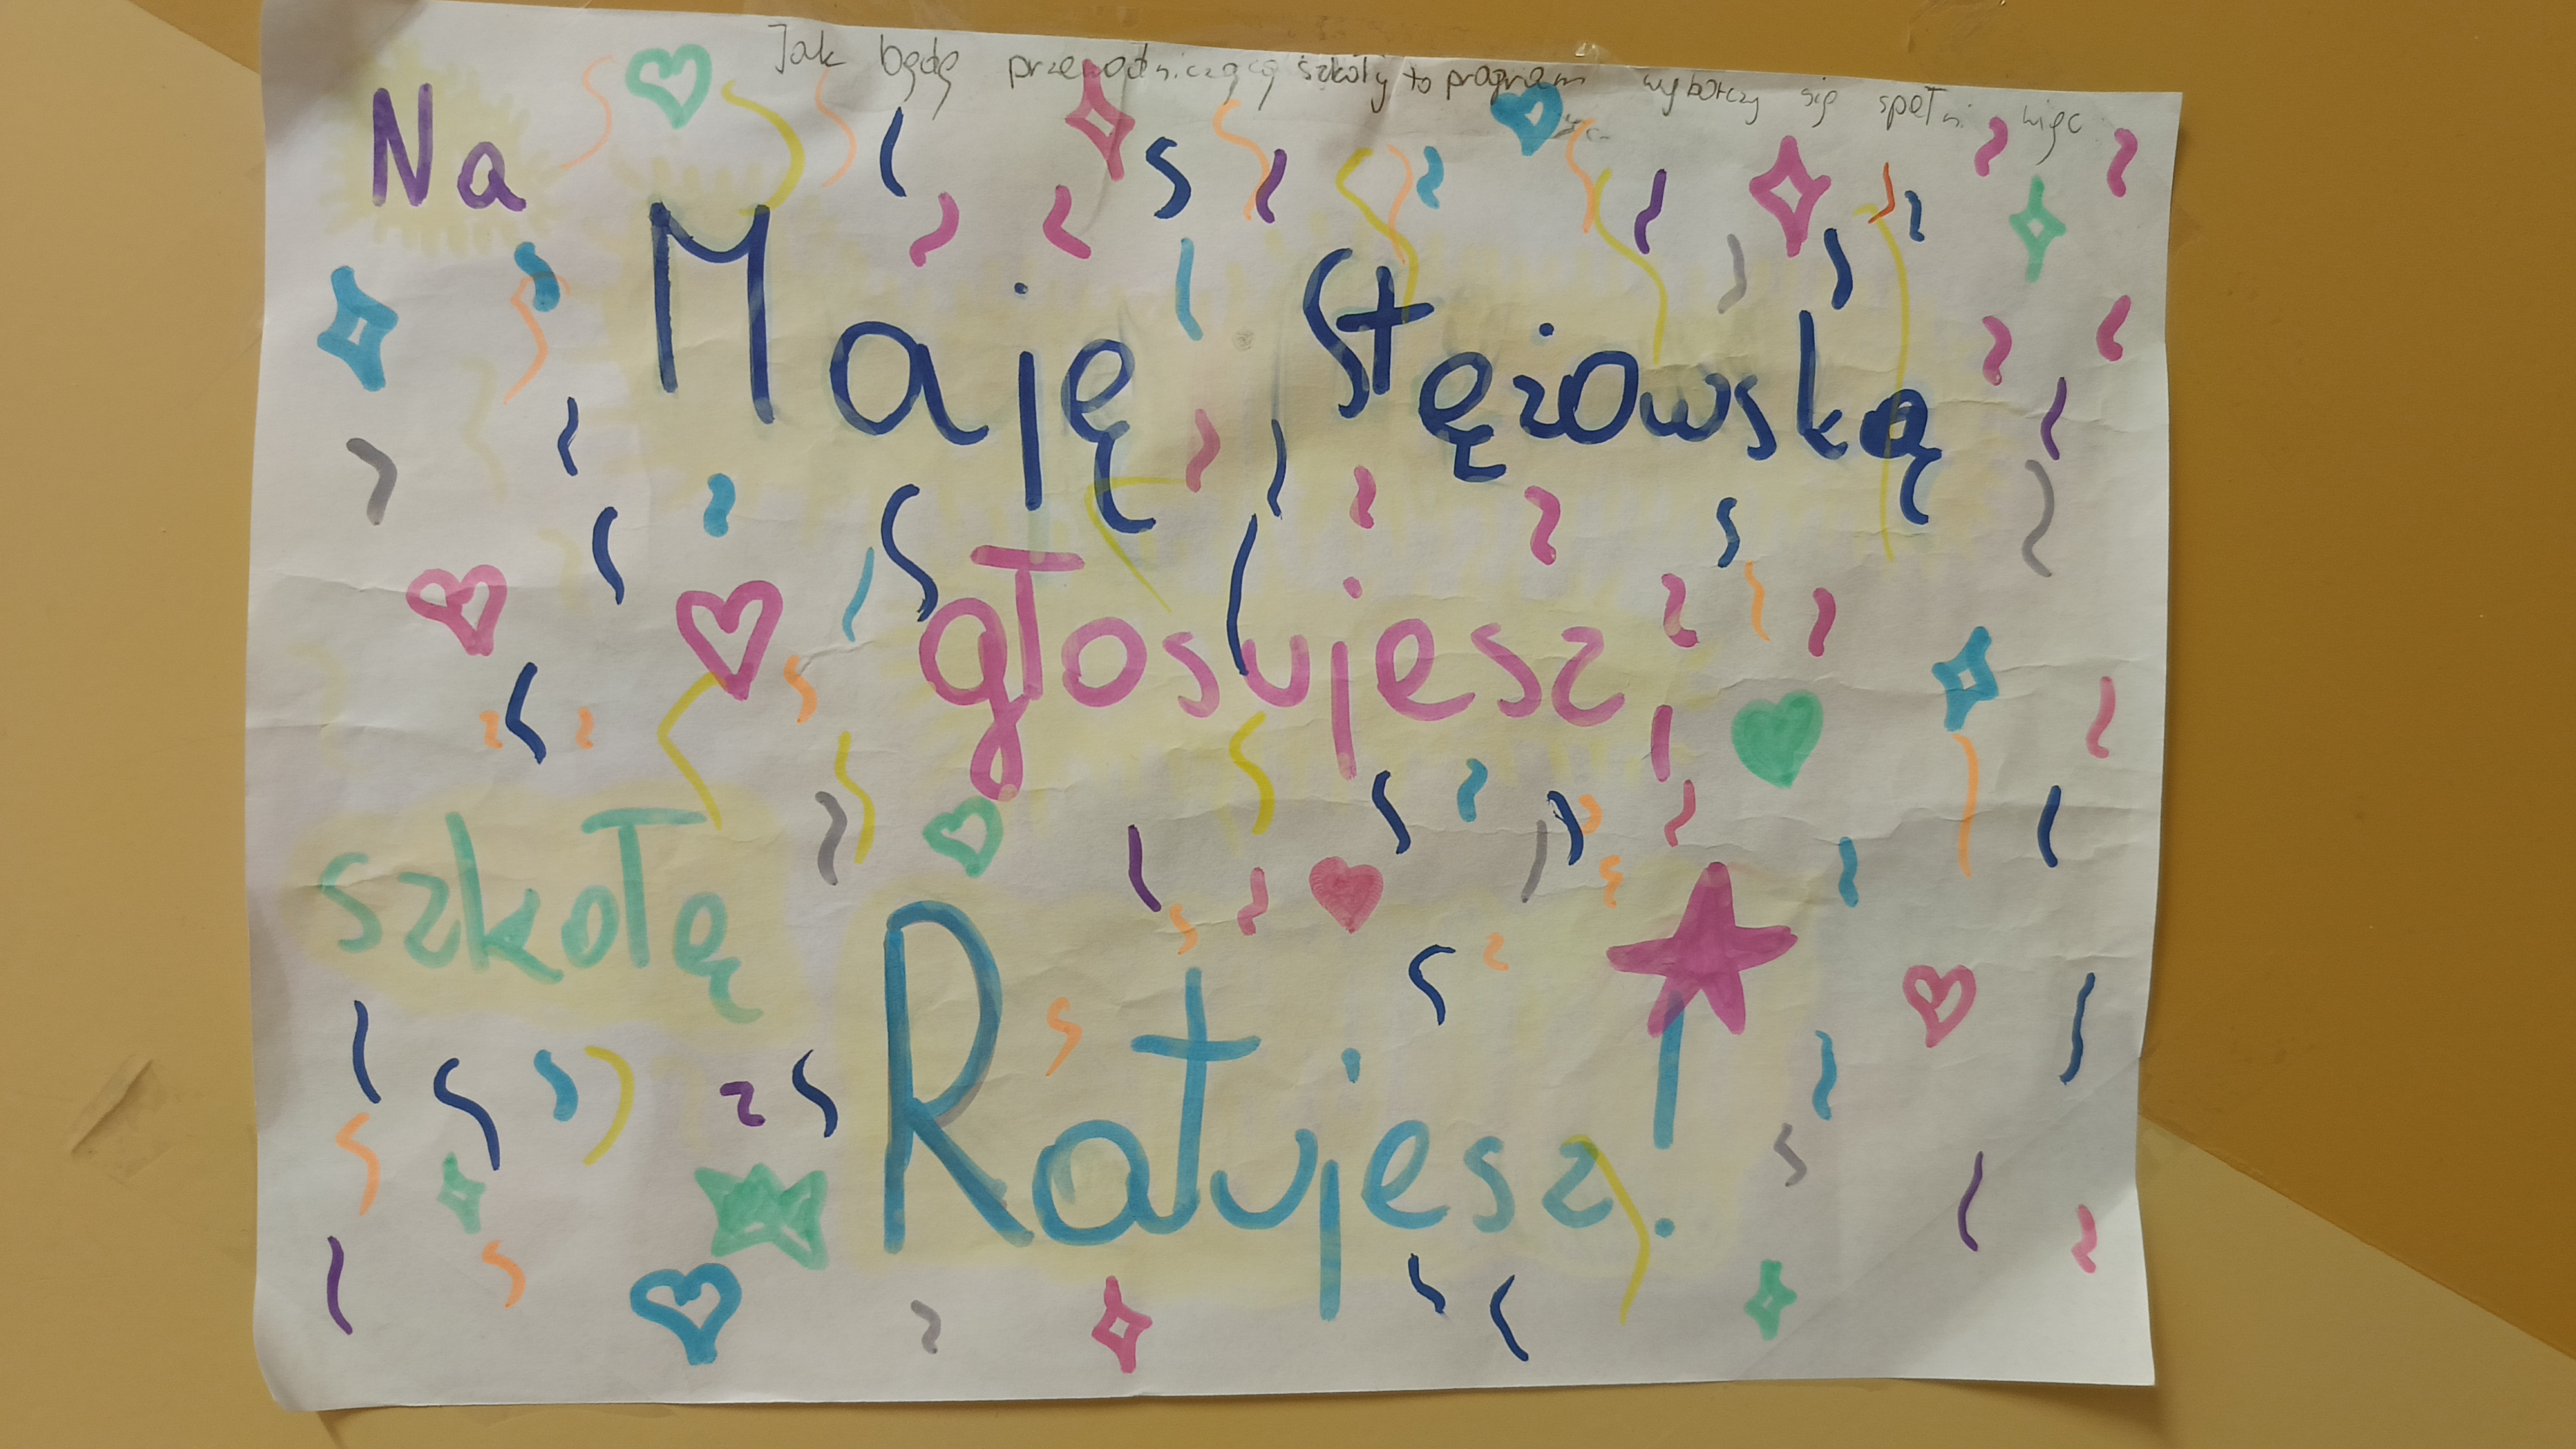 Jak będę przewodniczącą szkoły to program wyborczy się spełni więc
Na
Maję Stężowską
głosujesz,
szkołę
Ratujesz!